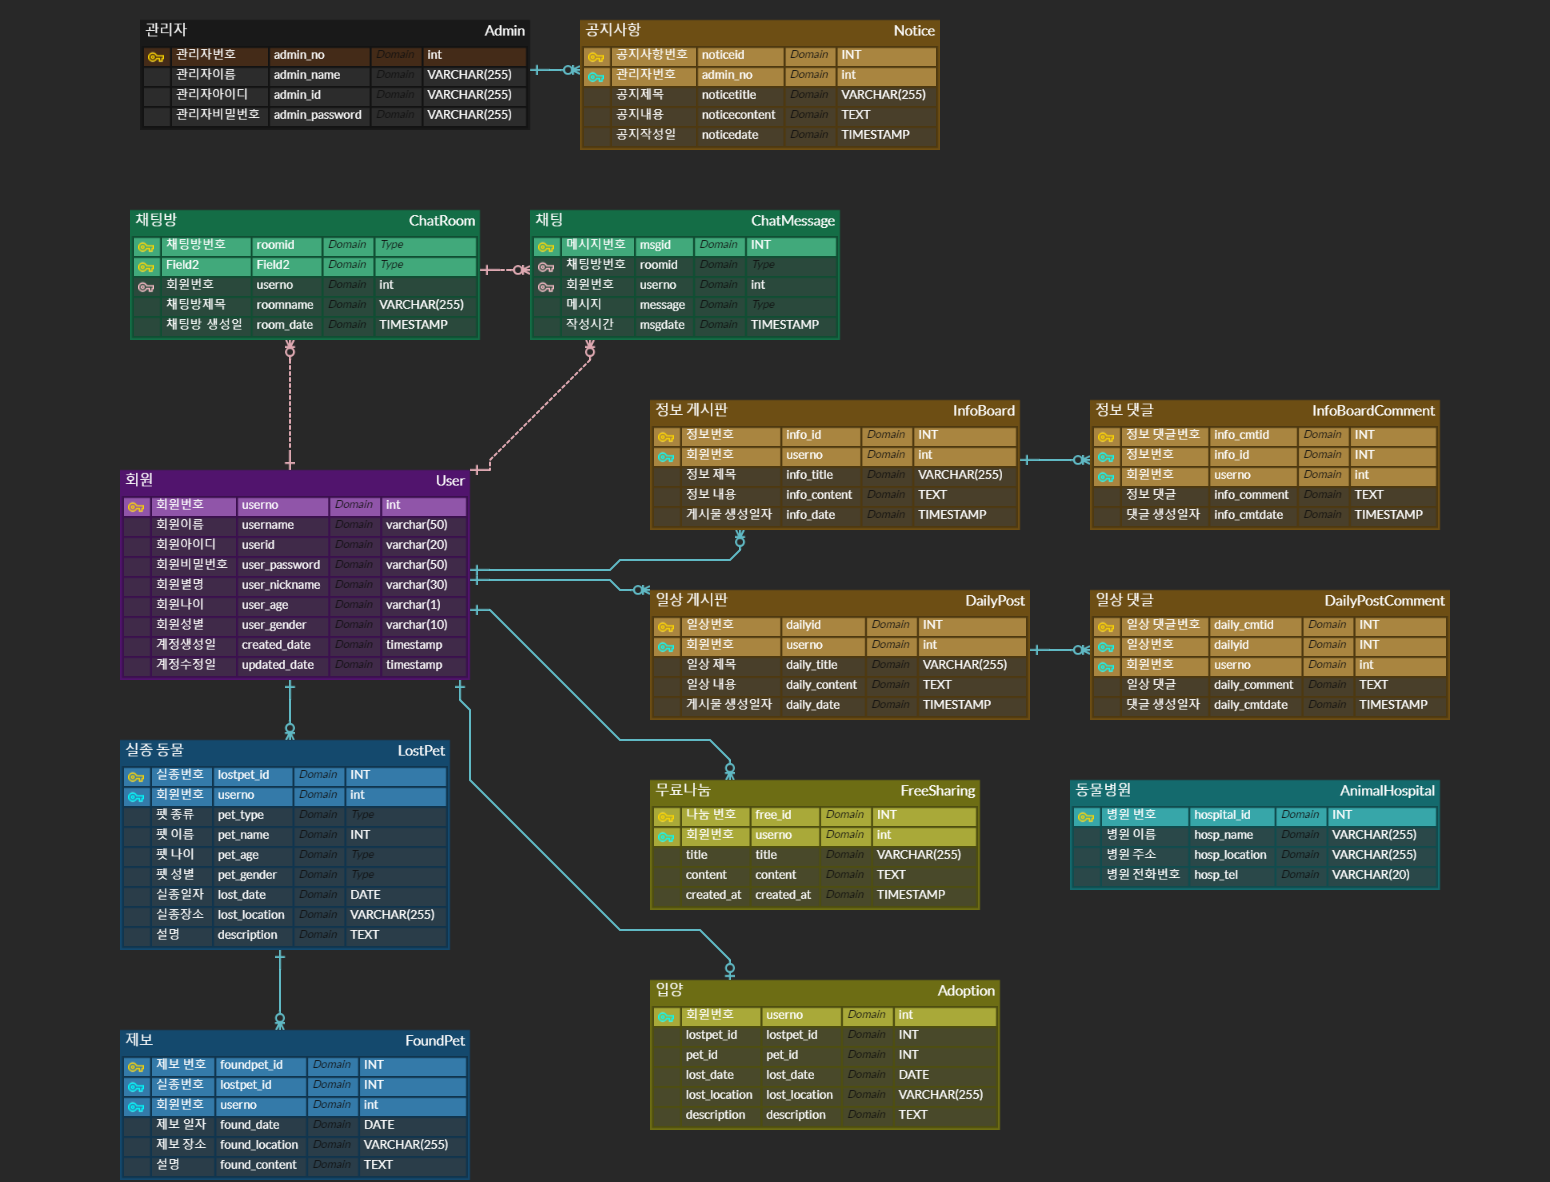 관리자 Admin
관리자번호 admin_no Domain int
관리자이름 admin_name Domain VARCHAR(255)
관리자아이디 admin_id Domain VARCHAR(255)
관리자비밀번호 admin_password Domain VARCHAR(255)
공지사항 Notice
공지사항번호 noticeid Domain INT
관리자번호 admin_no Domain int
공지제목 noticetitle Domain VARCHAR(255)
공지내용 noticecontent Domain TEXT
공지작성일 noticedate Domain TIMESTAMP
채팅방 ChatRoom
채팅방번호 roomid Domain Type
Field2 Field2 Domain Type
회원번호 userno Domain int
채팅방제목 roomname Domain VARCHAR(255)
채팅방 생성일 room_date Domain TIMESTAMP
채팅 ChatMessage
메시지번호 msgid Domain INT
채팅방번호 roomid Domain Type
회원번호 userno Domain int
메시지 message Domain Type
작성시간 msgdate Domain TIMESTAMP
정보 게시판 InfoBoard
정보번호 info_id Domain INT
회원번호 userno Domain int
정보 제목 info_title Domain VARCHAR(255)
정보 내용 info_content Domain TEXT
게시물 생성일자 info_date Domain TIMESTAMP
정보 댓글 InfoBoardComment
정보 댓글번호 info_cmtid Domain INT
정보번호 info_id Domain INT
회원번호 userno Domain int
정보 댓글 info_comment Domain TEXT
댓글 생성일자 info_cmtdate Domain TIMESTAMP
회원 User
회원번호 userno Domain int
회원이름 username Domain varchar(50)
회원아이디 userid Domain varchar(20)
회원비밀번호 user_password Domain varchar(50)
회원별명 user_nickname Domain varchar(30)
회원나이 user_age Domain varchar(1)
회원성별 user_gender Domain varchar(10)
계정생성일 created_date Domain timestamp
계정수정일 updated_date Domain timestamp
일상 게시판 DailyPost
일상번호 dailyid Domain INT
회원번호 userno Domain int
일상 제목 daily_title Domain VARCHAR(255)
일상 내용 daily_content Domain TEXT
게시물 생성일자 daily_date Domain TIMESTAMP
일상 댓글 DailyPostComment
일상 댓글번호 daily_cmtid Domain INT
일상번호 dailyid Domain INT
회원번호 userno Domain int
일상 댓글 daily_comment Domain TEXT
댓글 생성일자 daily_cmtdate Domain TIMESTAMP
실종 동물 LostPet
실종번호 lostpet_id Domain INT
회원번호 userno Domain int
펫 종류 pet_type Domain Type
펫 이름 pet_name Domain INT
펫 나이 pet_age Domain Type
펫 성별 pet_gender Domain Type
실종일자 lost_date Domain DATE
실종장소 lost_location Domain VARCHAR(255)
설명 description Domain TEXT
무료나눔 FreeSharing
나눔 번호 free_id Domain INT
회원번호 userno Domain int
title title Domain VARCHAR(255)
content content Domain TEXT
created_at created_at Domain TIMESTAMP
동물병원 AnimalHospital
병원 번호 hospital_id Domain INT
병원 이름 hosp_name Domain VARCHAR(255)
병원 주소 hosp_location Domain VARCHAR(255)
병원 전화번호 hosp_tel Domain VARCHAR(20)
입양 Adoption
회원번호 userno Domain int
lostpet_id lostpet_id Domain INT
pet_id pet_id Domain INT
lost_date lost_date Domain DATE
lost_location lost_location Domain VARCHAR(255)
description description Domain TEXT
제보 FoundPet
제보 번호 foundpet_id Domain INT
실종번호 lostpet_id Domain INT
회원번호 userno Domain int
제보 일자 found_date Domain DATE
제보 장소 found_location Domain VARCHAR(255)
설명 found_content Domain TEXT